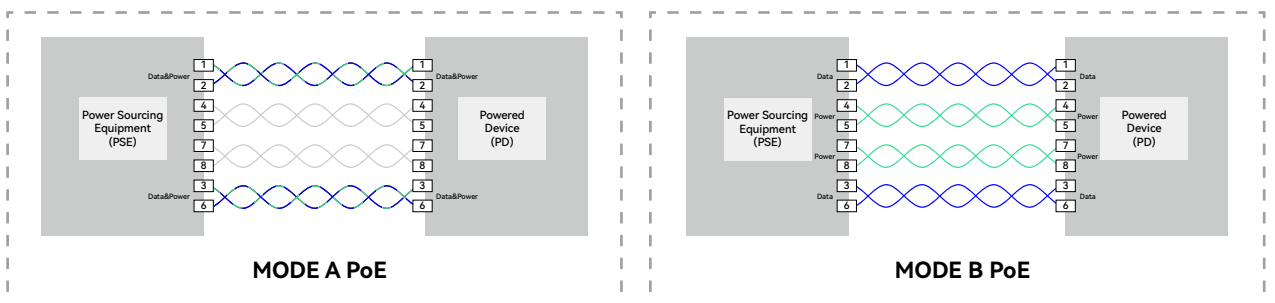 1
Data&Power
2
4
Power Sourcing
Equipment
(PSE)
5
7
8
3
Data&Power
6
1
Data&Power
2
4
Powered
Device
(PD)
5
7
8
3
Data&Power
6
MODE A PoE
1
Data
2
4
Power Sourcing
Equipment
(PSE)
Power
5
7
Power
8
3
Data
6
1
Data
2
4
Power
5
Powered
Device
(PD)
7
Power
8
3
Data
6
MODE B PoE